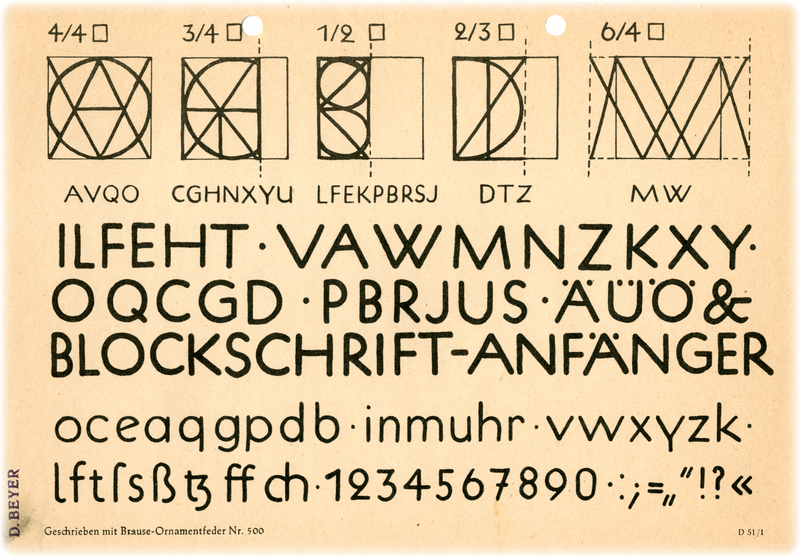 4/4 □ 3/4 □ 1/2 □ 2/3 □ 6/4 □
AVQO CGHNXYU LFEKPBRSJ DTZ MW
ILFEHT · VAWMNZKXY ·
OQCGD · PBRJUS · ÄÜÖ &
BLOCKSCHRIFT-ANFÄNGER
oceaqgpdb · inmuhr · vwxyzk ·
lftſsßtz ff ch · 1234567890 · : ; = „ “ ! ? «
D. BEYER
Geschrieben mit Brause-Ornamentfeder Nr. 500
D 51/1